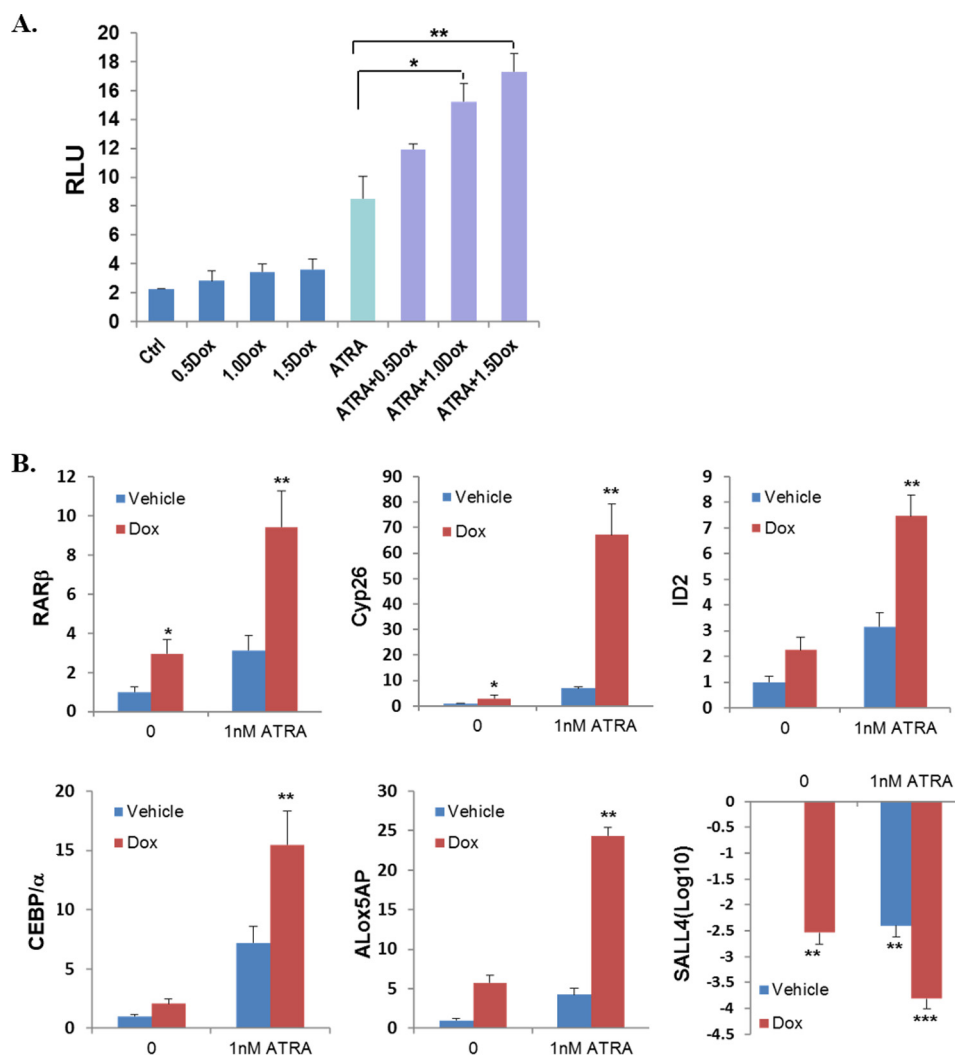 A.
RLU
20
18
16
14
12
10
8
6
4
2
0
**
*
Ctrl
0.5Dox
1.0Dox
1.5Dox
ATRA
ATRA+0.5Dox
ATRA+1.0Dox
ATRA+1.5Dox
B.
RARβ
12
10
8
6
4
2
0
Vehicle
Dox
*
**
0 1nM ATRA
Cyp26
90
80
70
60
50
40
30
20
10
0
Vehicle
Dox
*
**
0 1nM ATRA
ID2
9
8
7
6
5
4
3
2
1
0
Vehicle
Dox
**
0 1nM ATRA
CEBP/α
20
15
10
5
0
Vehicle
Dox
**
0 1nM ATRA
ALox5AP
30
25
20
15
10
5
0
Vehicle
Dox
**
0 1nM ATRA
SALL4(Log10)
0 1nM ATRA
0
-0.5
-1
-1.5
-2
-2.5
-3
-3.5
-4
-4.5
** ** ***
Vehicle
Dox